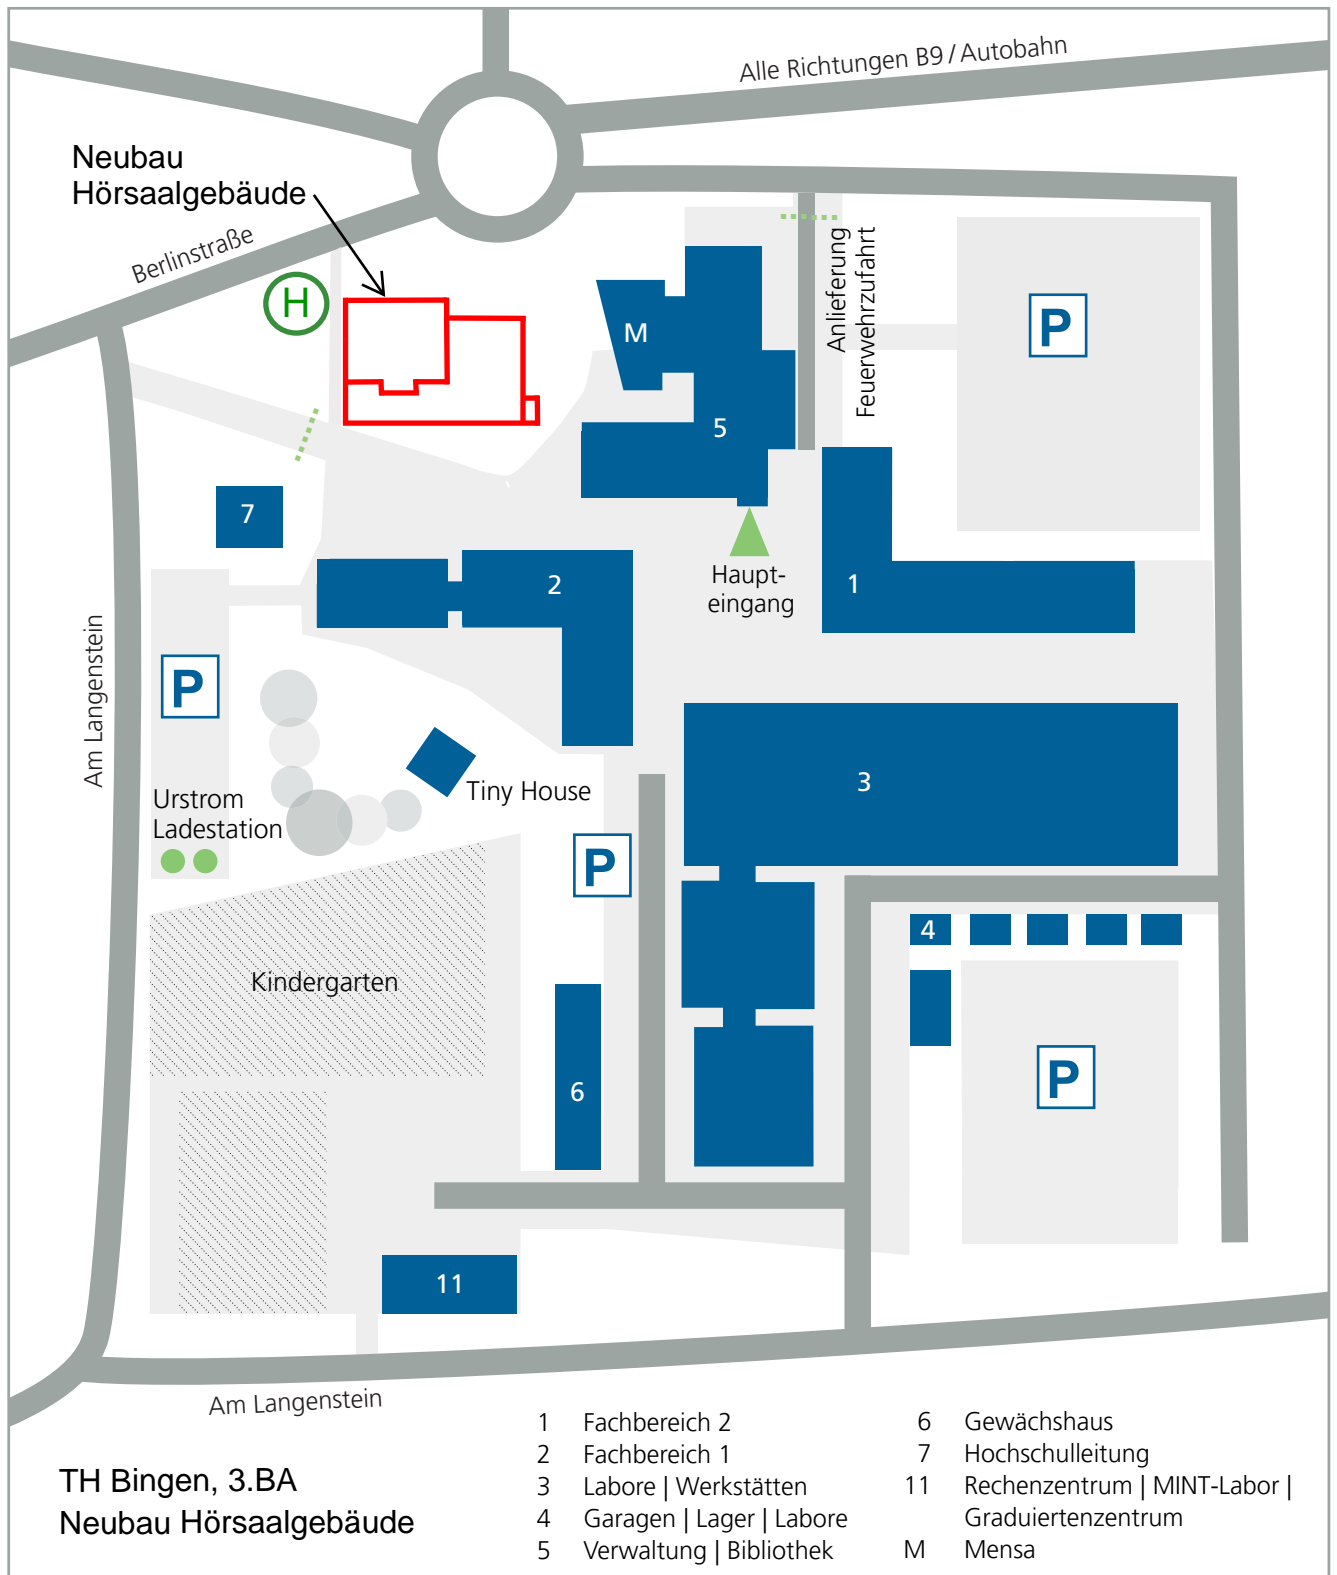 Alle Richtungen B9 / Autobahn
Neubau
Hörsaalgebäude
Berlinstraße
H
Anlieferung
Feuerwehrzufahrt
P
M
5
7
2
Haupt-
eingang
1
Am Langenstein
P
Tiny House
3
Urstrom
Ladestation
P
4
Kindergarten
6
P
11
Am Langenstein
TH Bingen, 3.BA
Neubau Hörsaalgebäude
1 Fachbereich 2
2 Fachbereich 1
3 Labore | Werkstätten
4 Garagen | Lager | Labore
5 Verwaltung | Bibliothek
6 Gewächshaus
7 Hochschulleitung
11 Rechenzentrum | MINT-Labor |
Graduiertenzentrum
M Mensa